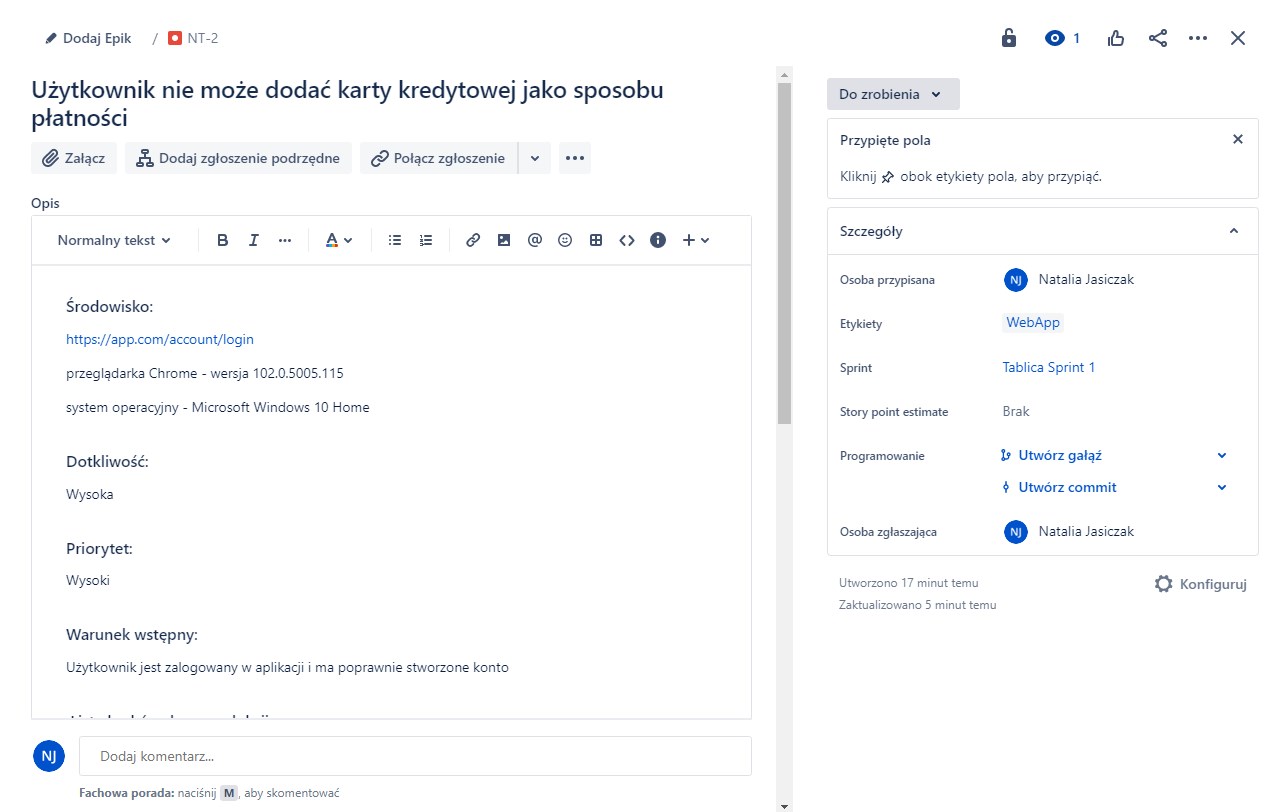 Dodaj Epik / NT-2
1
Użytkownik nie może dodać karty kredytowej jako sposobu
płatności
Załącz Dodaj zgłoszenie podrzędne Połącz zgłoszenie
Opis
Normalny tekst B I A
Środowisko:
https://app.com/account/login
przeglądarka Chrome - wersja 102.0.5005.115
system operacyjny - Microsoft Windows 10 Home
Dotkliwość:
Wysoka
Priorytet:
Wysoki
Warunek wstępny:
Użytkownik jest zalogowany w aplikacji i ma poprawnie stworzone konto
NJ Dodaj komentarz...
Fachowa porada: naciśnij M, aby skomentować
Do zrobienia
Przypięte pola
Kliknij obok etykiety pola, aby przypiąć.
Szczegóły
Osoba przypisana NJ Natalia Jasiczak
Etykiety WebApp
Sprint Tablica Sprint 1
Story point estimate Brak
Programowanie Utwórz gałąź
Utwórz commit
Osoba zgłaszająca NJ Natalia Jasiczak
Utworzono 17 minut temu Konfiguruj
Zaktualizowano 5 minut temu